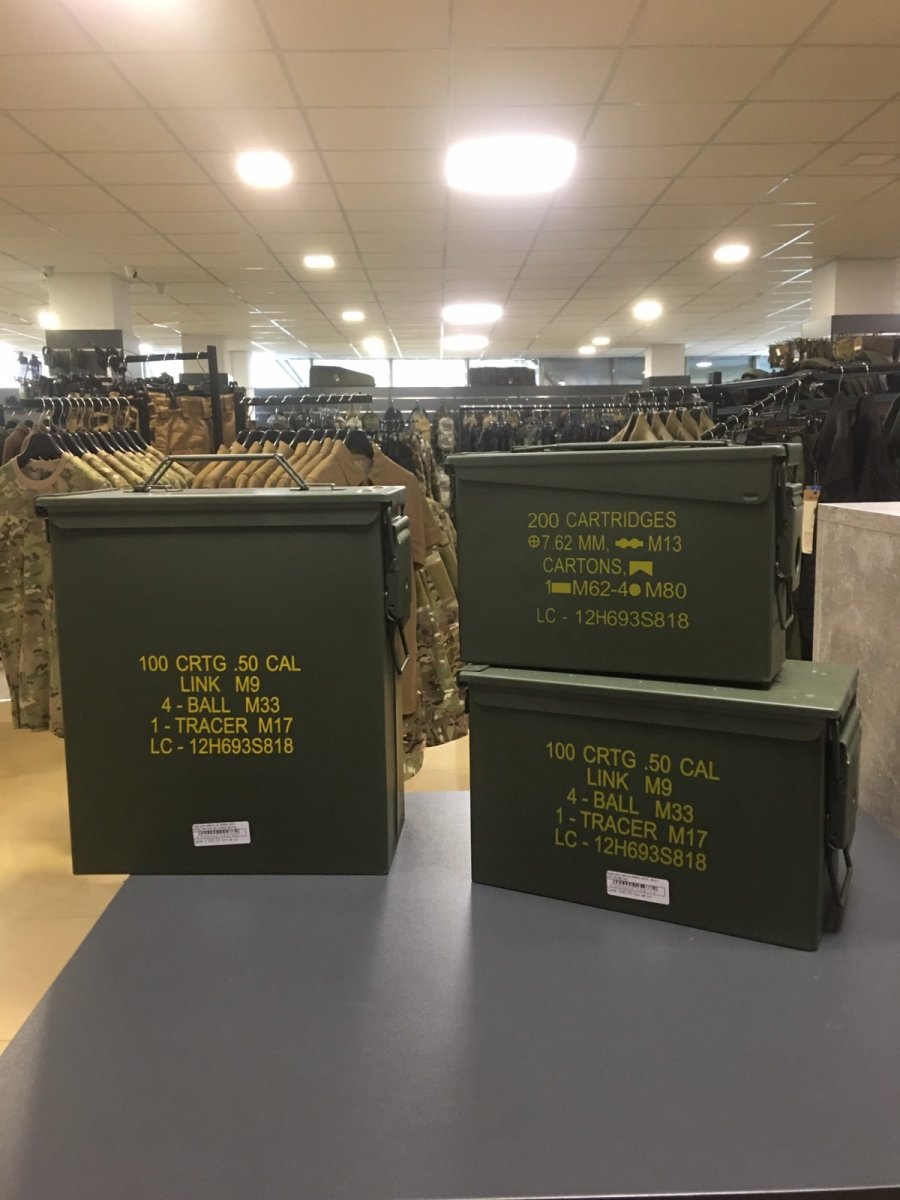 100 CRTG .50 CAL
LINK M9
4 - BALL M33
1 - TRACER M17
LC - 12H693S818
200 CARTRIDGES
7.62 MM, M13
CARTONS,
1 M62-4 M80
LC - 12H693S818
100 CRTG .50 CAL
LINK M9
4 - BALL M33
1 - TRACER M17
LC - 12H693S818